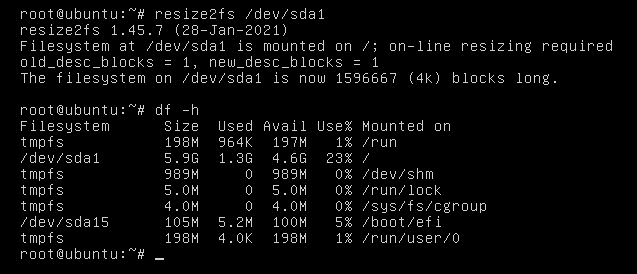 root@ubuntu:~# resize2fs /dev/sda1
resize2fs 1.45.7 (28-Jan-2021)
Filesystem at /dev/sda1 is mounted on /; on-line resizing required
old_desc_blocks = 1, new_desc_blocks = 1
The filesystem on /dev/sda1 is now 1596667 (4k) blocks long.

root@ubuntu:~# df -h
Filesystem      Size  Used Avail Use% Mounted on
tmpfs           198M  964K  197M   1% /run
/dev/sda1       5.9G  1.3G  4.6G  23% /
tmpfs           989M     0  989M   0% /dev/shm
tmpfs           5.0M     0  5.0M   0% /run/lock
tmpfs           4.0M     0  4.0M   0% /sys/fs/cgroup
/dev/sda15      105M  5.2M  100M   5% /boot/efi
tmpfs           198M  4.0K  198M   1% /run/user/0
root@ubuntu:~# _